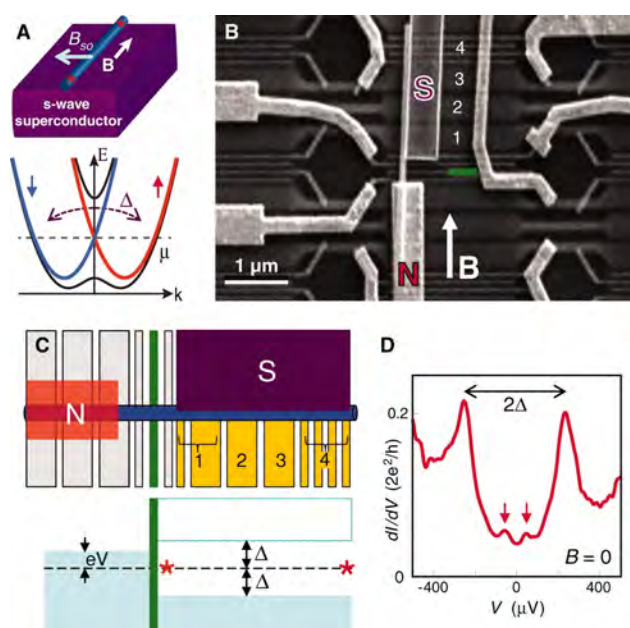 A
B_so
B
s-wave
superconductor
E
Δ
μ
k
B
4
3
S
2
1
1 μm
N
B
C
N
S
1
2
3
4
eV
Δ
Δ
D
2Δ
0.2
dI/dV (2e²/h)
0
B = 0
-400
0
400
V (μV)